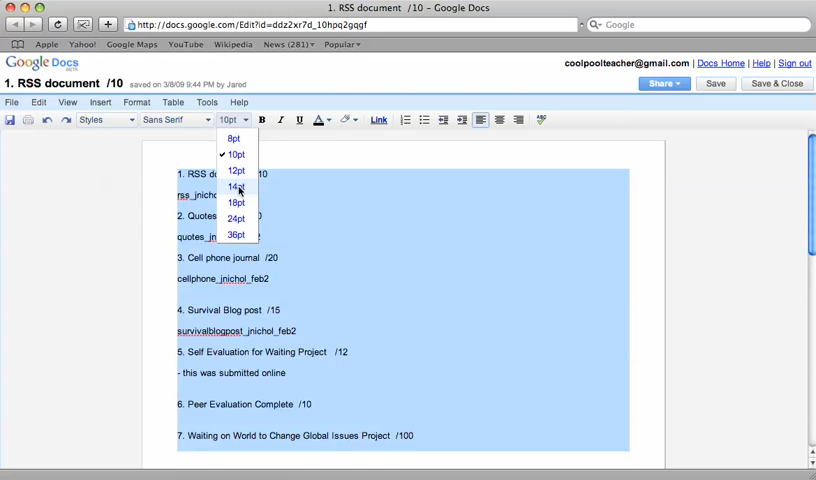 1. RSS document /10 – Google Docs
http://docs.google.com/Edit?id=ddz2xr7d_10hpq2gqgf
Google
Apple Yahoo! Google Maps YouTube Wikipedia News (281) Popular
Google Docs
BETA
coolpoolteacher@gmail.com | Docs Home | Help | Sign out
1. RSS document /10 saved on 3/8/09 9:44 PM by Jared
Share Save Save & Close
File Edit View Insert Format Table Tools Help
Styles Sans Serif 10pt B I U A Link
8pt
10pt
12pt
14pt
18pt
24pt
36pt
1. RSS do 10
rss_jnicho
2. Quotes 0
quotes_jn 2
3. Cell phone journal /20
cellphone_jnichol_feb2
4. Survival Blog post /15
survivalblogpost_jnichol_feb2
5. Self Evaluation for Waiting Project /12
- this was submitted online
6. Peer Evaluation Complete /10
7. Waiting on World to Change Global Issues Project /100